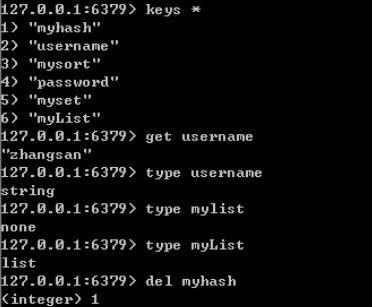 127.0.0.1:6379> keys *
1) "myhash"
2) "username"
3) "mysort"
4) "password"
5) "myset"
6) "myList"
127.0.0.1:6379> get username
"zhangsan"
127.0.0.1:6379> type username
string
127.0.0.1:6379> type mylist
none
127.0.0.1:6379> type myList
list
127.0.0.1:6379> del myhash
(integer) 1